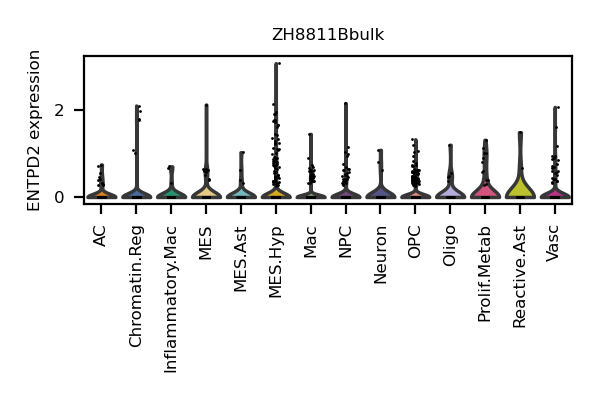 ZH8811Bbulk
ENTPD2 expression
2
0
AC
Chromatin.Reg
Inflammatory.Mac
MES
MES.Ast
MES.Hyp
Mac
NPC
Neuron
OPC
Oligo
Prolif.Metab
Reactive.Ast
Vasc